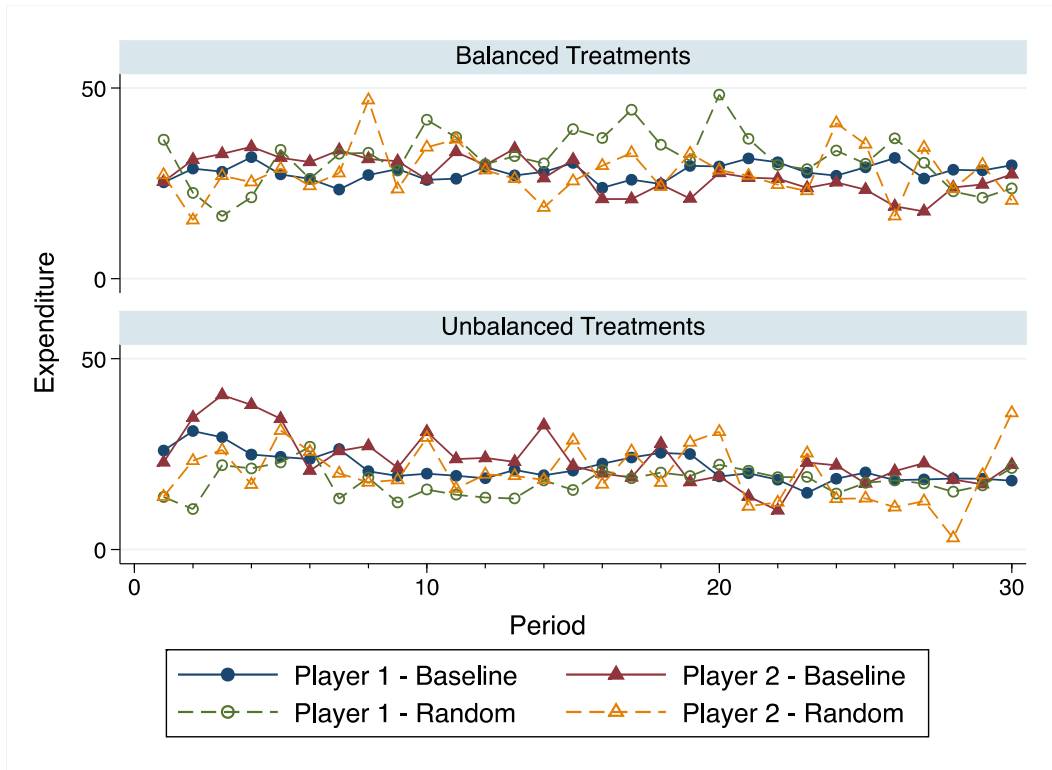 Balanced Treatments
50
0
Expenditure
Unbalanced Treatments
50
0
0 10 20 30
Period
Player 1 - Baseline Player 2 - Baseline
Player 1 - Random Player 2 - Random